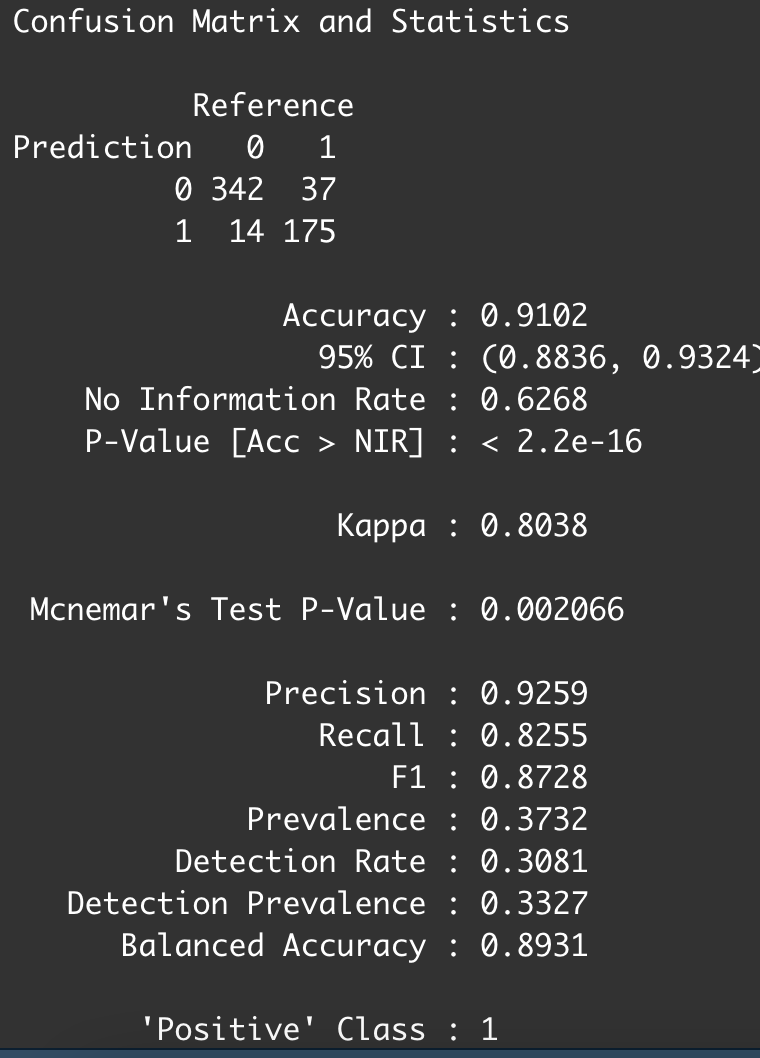 Confusion Matrix and Statistics
Reference
Prediction 0 1
0 342 37
1 14 175
Accuracy : 0.9102
95% CI : (0.8836, 0.9324)
No Information Rate : 0.6268
P-Value [Acc > NIR] : < 2.2e-16
Kappa : 0.8038
Mcnemar's Test P-Value : 0.002066
Precision : 0.9259
Recall : 0.8255
F1 : 0.8728
Prevalence : 0.3732
Detection Rate : 0.3081
Detection Prevalence : 0.3327
Balanced Accuracy : 0.8931
'Positive' Class : 1